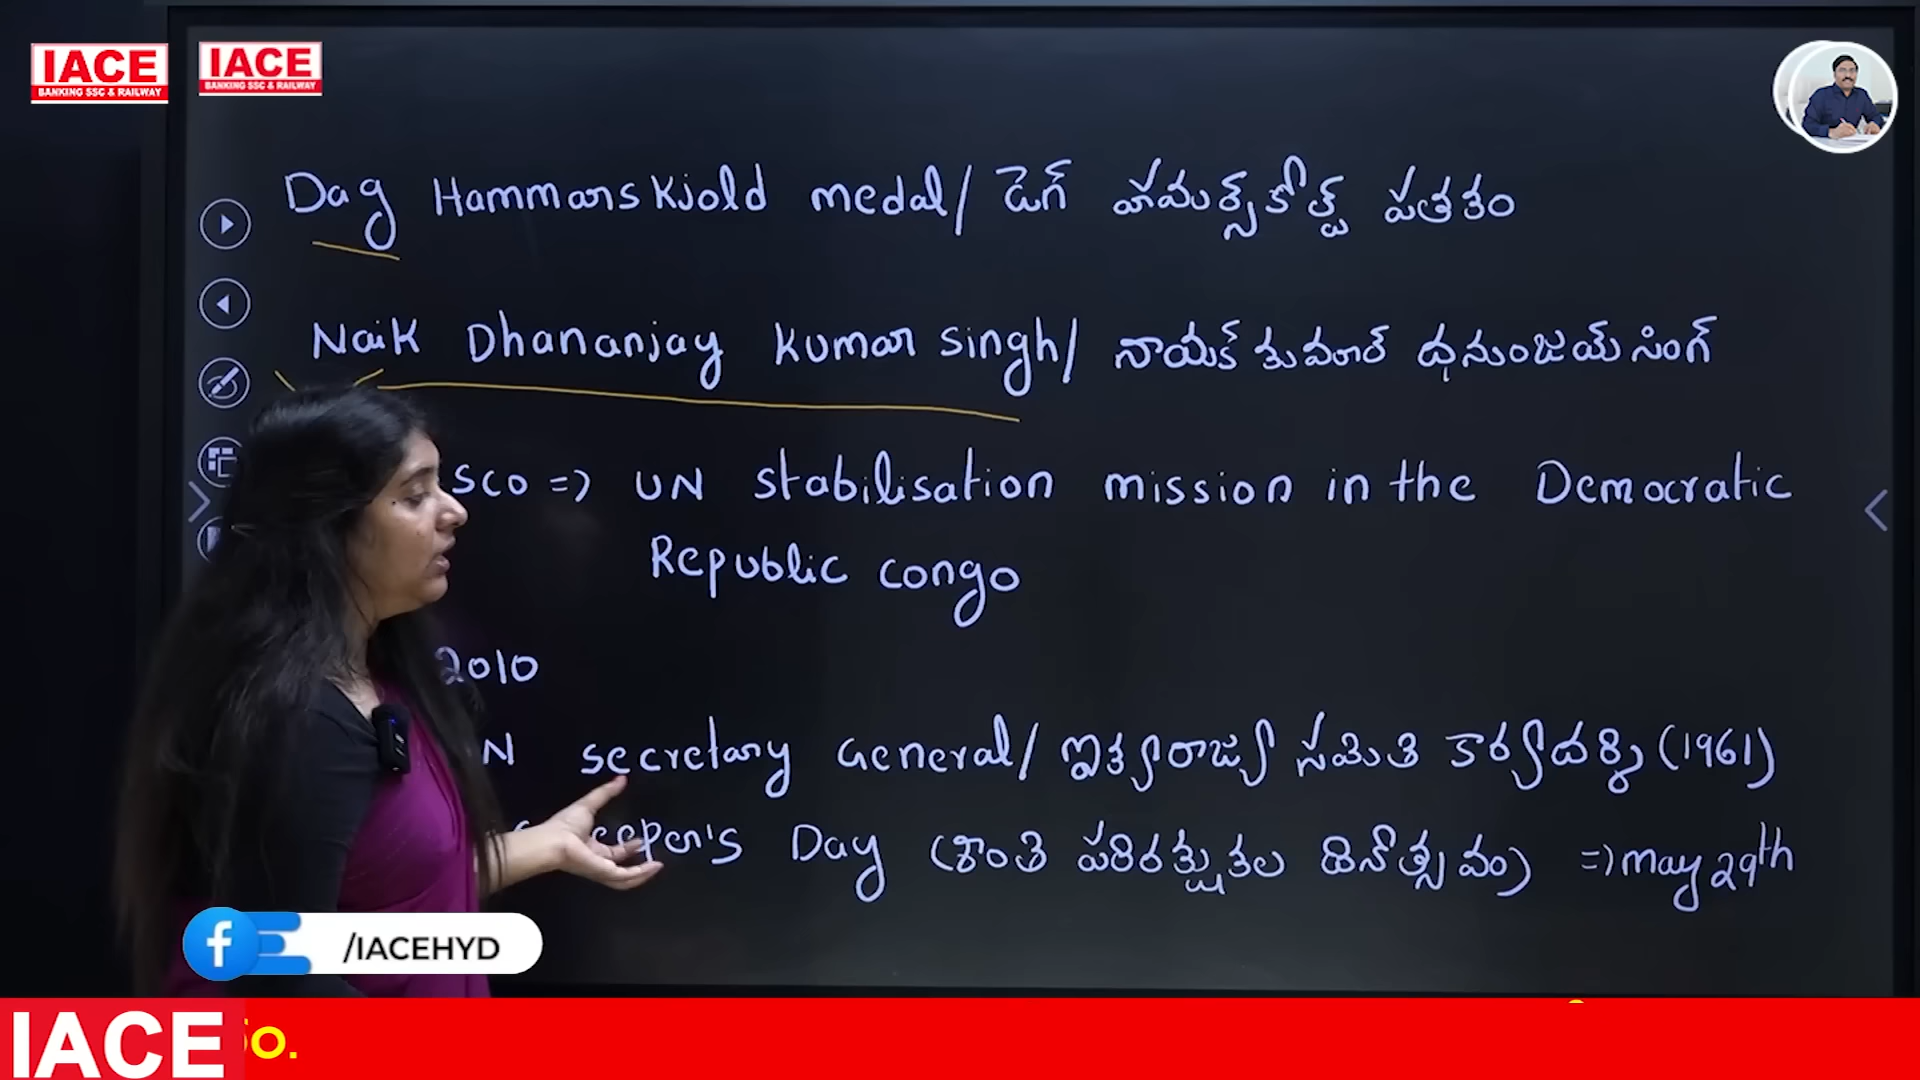 IACE
BANKING SSC & RAILWAY
IACE
BANKING SSC & RAILWAY
Dag Hammarskjold medal/ డెగ్ హమర్స్కోల్డ్ పతకం
Naik Dhananjay Kumar Singh/ నాయక్ కుమార్ ధనుంజయ్ సింగ్
SCO => UN stabilisation mission in the Democratic
Republic congo
2010
N secretary General/ ఐక్యరాజ్య సమితి కార్యదర్శి (1961)
eper's Day (శాంతి పరిరక్షకుల దినోత్సవం) => may 29th
f /IACEHYD
IACE